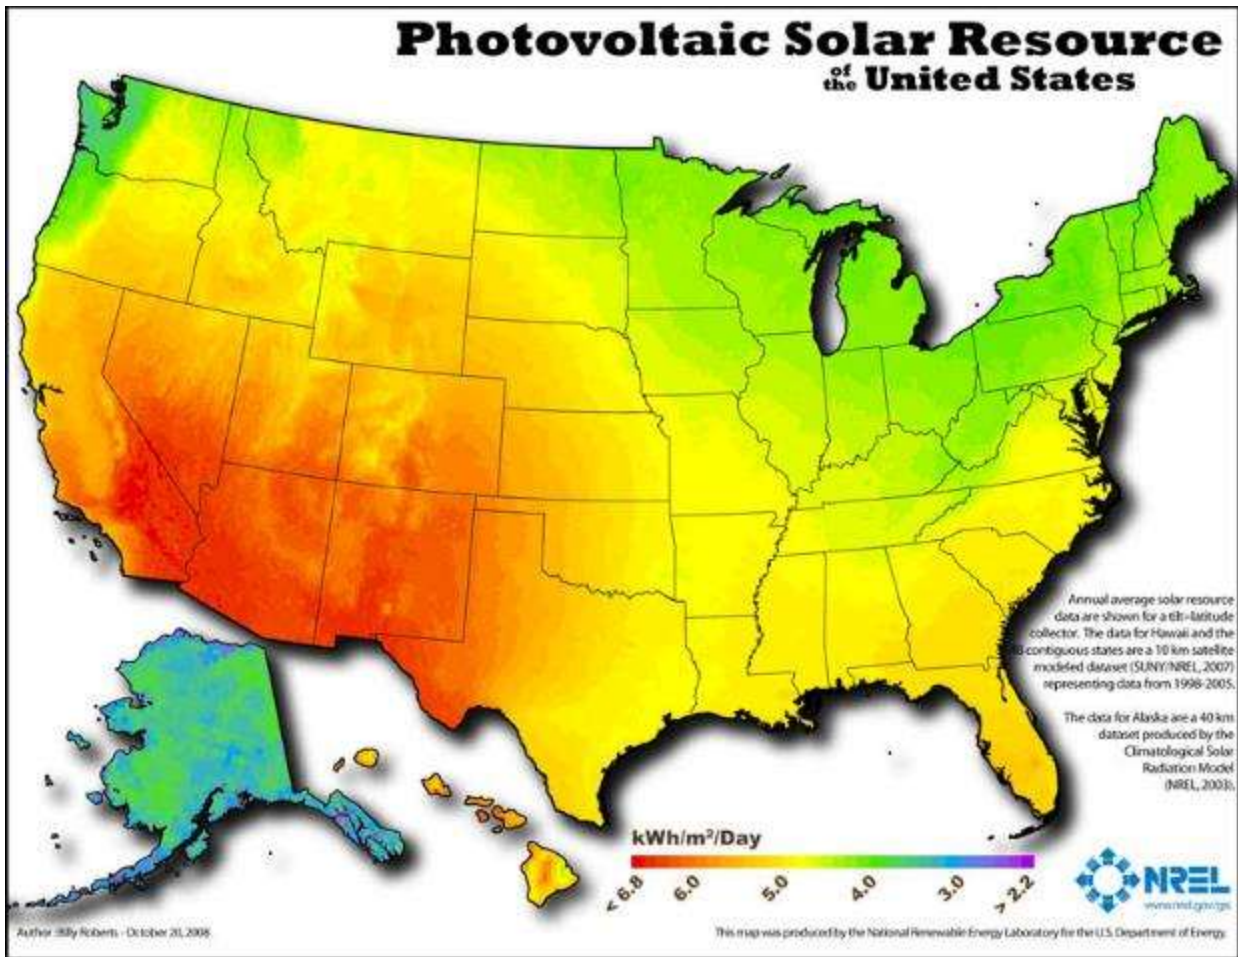 Photovoltaic Solar Resource
of the United States
Annual average solar resource
data are shown for a tilt=latitude
collector. The data for Hawaii and the
48 contiguous states are a 10 km satellite
modeled dataset (SUNY/NREL, 2007)
representing data from 1998-2005.
The data for Alaska are a 40 km
dataset produced by the
Climatological Solar
Radiation Model
(NREL, 2003).
kWh/m²/Day
< 6.8
6.0
5.0
4.0
3.0
> 2.2
NREL
www.nrel.gov/gis
Author : Billy Roberts - October 20, 2008
This map was produced by the National Renewable Energy Laboratory for the U.S. Department of Energy.